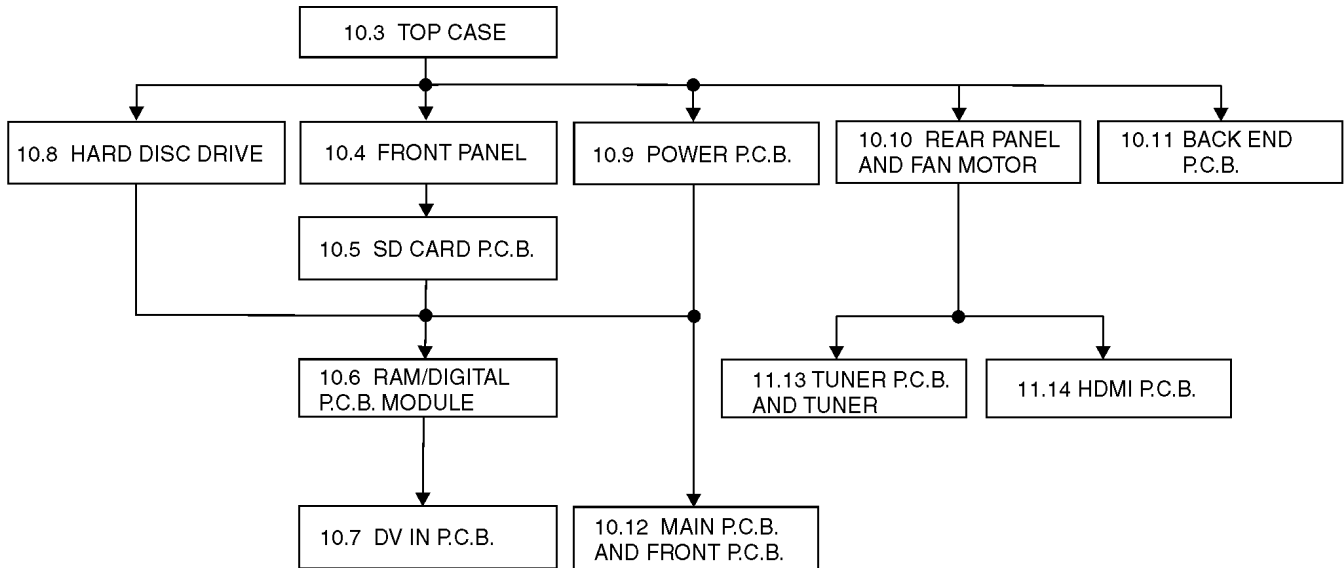 10.3 TOP CASE
10.8 HARD DISC DRIVE
10.4 FRONT PANEL
10.9 POWER P.C.B.
10.10 REAR PANEL
AND FAN MOTOR
10.11 BACK END
P.C.B.
10.5 SD CARD P.C.B.
10.6 RAM/DIGITAL
P.C.B. MODULE
11.13 TUNER P.C.B.
AND TUNER
11.14 HDMI P.C.B.
10.7 DV IN P.C.B.
10.12 MAIN P.C.B.
AND FRONT P.C.B.